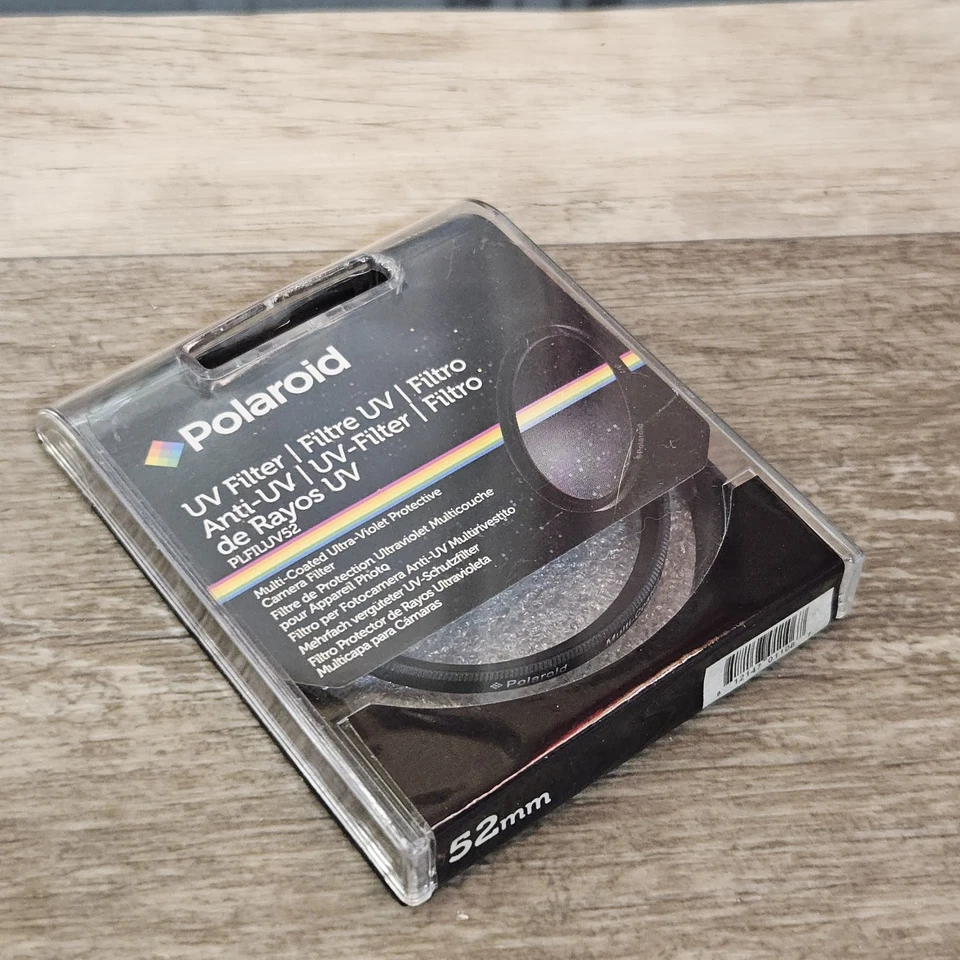 Polaroid
UV Filter | Filtre UV | Filtro
Anti-UV | UV-Filter | Filtro
de Rayos UV
PLFILUV52
Multi-Coated Ultra-Violet Protective
Camera Filter
Filtre de Protection Ultraviolet Multicouche
pour Appareil Photo
Filtro per Fotocamera Anti-UV Multirivestito
Mehrfach vergüteter UV-Schutzfilter
Filtro Protector de Rayos Ultravioleta
Multicapa para Cámaras
Polaroid
Polaroid
52mm